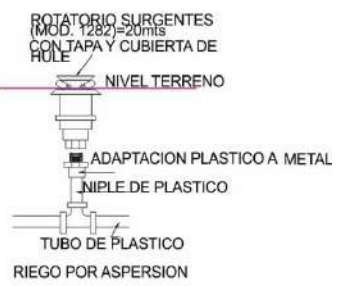 ROTATORIO SURGENTES
(MOD. 1282)=20mts
CON TAPA Y CUBIERTA DE
HULE
NIVEL TERRENO
ADAPTACION PLASTICO A METAL
NIPLE DE PLASTICO
TUBO DE PLASTICO
RIEGO POR ASPERSION